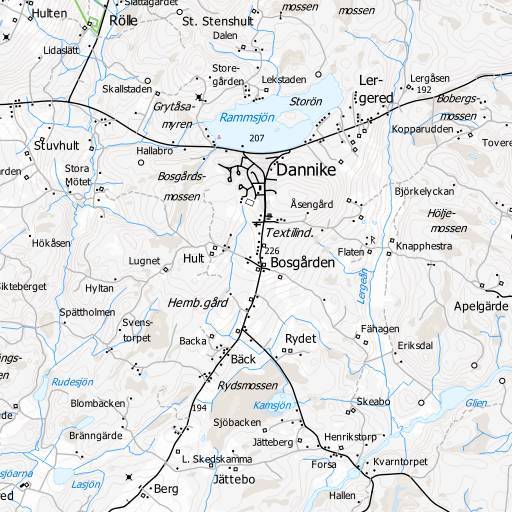 Slättagärdet
mossen
mossen
Hulten
Rölle
St. Stenshult
Dalen
Lidaslätt
Store-
gården
Lekstaden
Ler-
gered
Lergåsen
192
Skallstaden
Grytåsa-
myren
Storön
Bobergs-
mossen
Rammsjön
Kopparudden
207
Stuvhult
Hallabro
Dannike
Stora
Mötet
Bosgårds-
mossen
Björkelyckan
Åsengård
Hölje-
mossen
Textilind.
Hökåsen
226
Flaten
Knapphestra
Hult
Lugnet
Bosgården
Lergeån
Hyltan
Hemb.gård
Apelgärde
Spättholmen
Svens-
torpet
Fähagen
Backa
Rydet
Eriksdal
Bäck
mossen
Rudesjön
Rydsmossen
Blombacken
Kamsjön
Skeabo
Glien
194
Sjöbacken
Bränngärde
Jätteberg
Henrikstorp
L. Skedskamma
Forsa
Kvarntorpet
Lasjön
Jättebo
Berg
Hallen